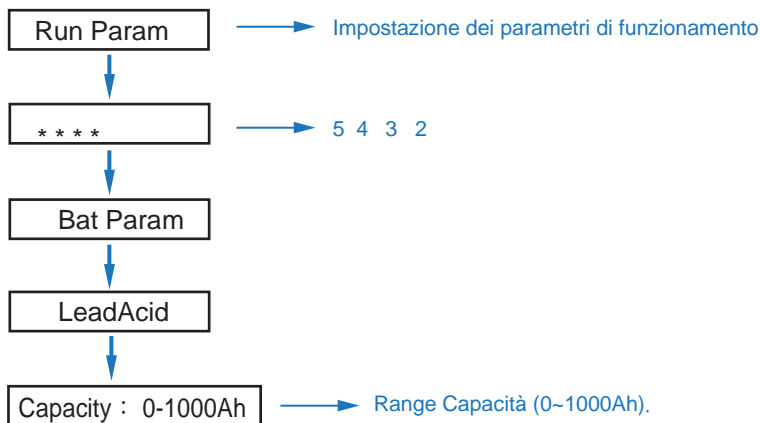 Run Param
Impostazione dei parametri di funzionamento
* * * *
5 4 3 2
Bat Param
LeadAcid
Capacity : 0-1000Ah
Range Capacità (0~1000Ah).